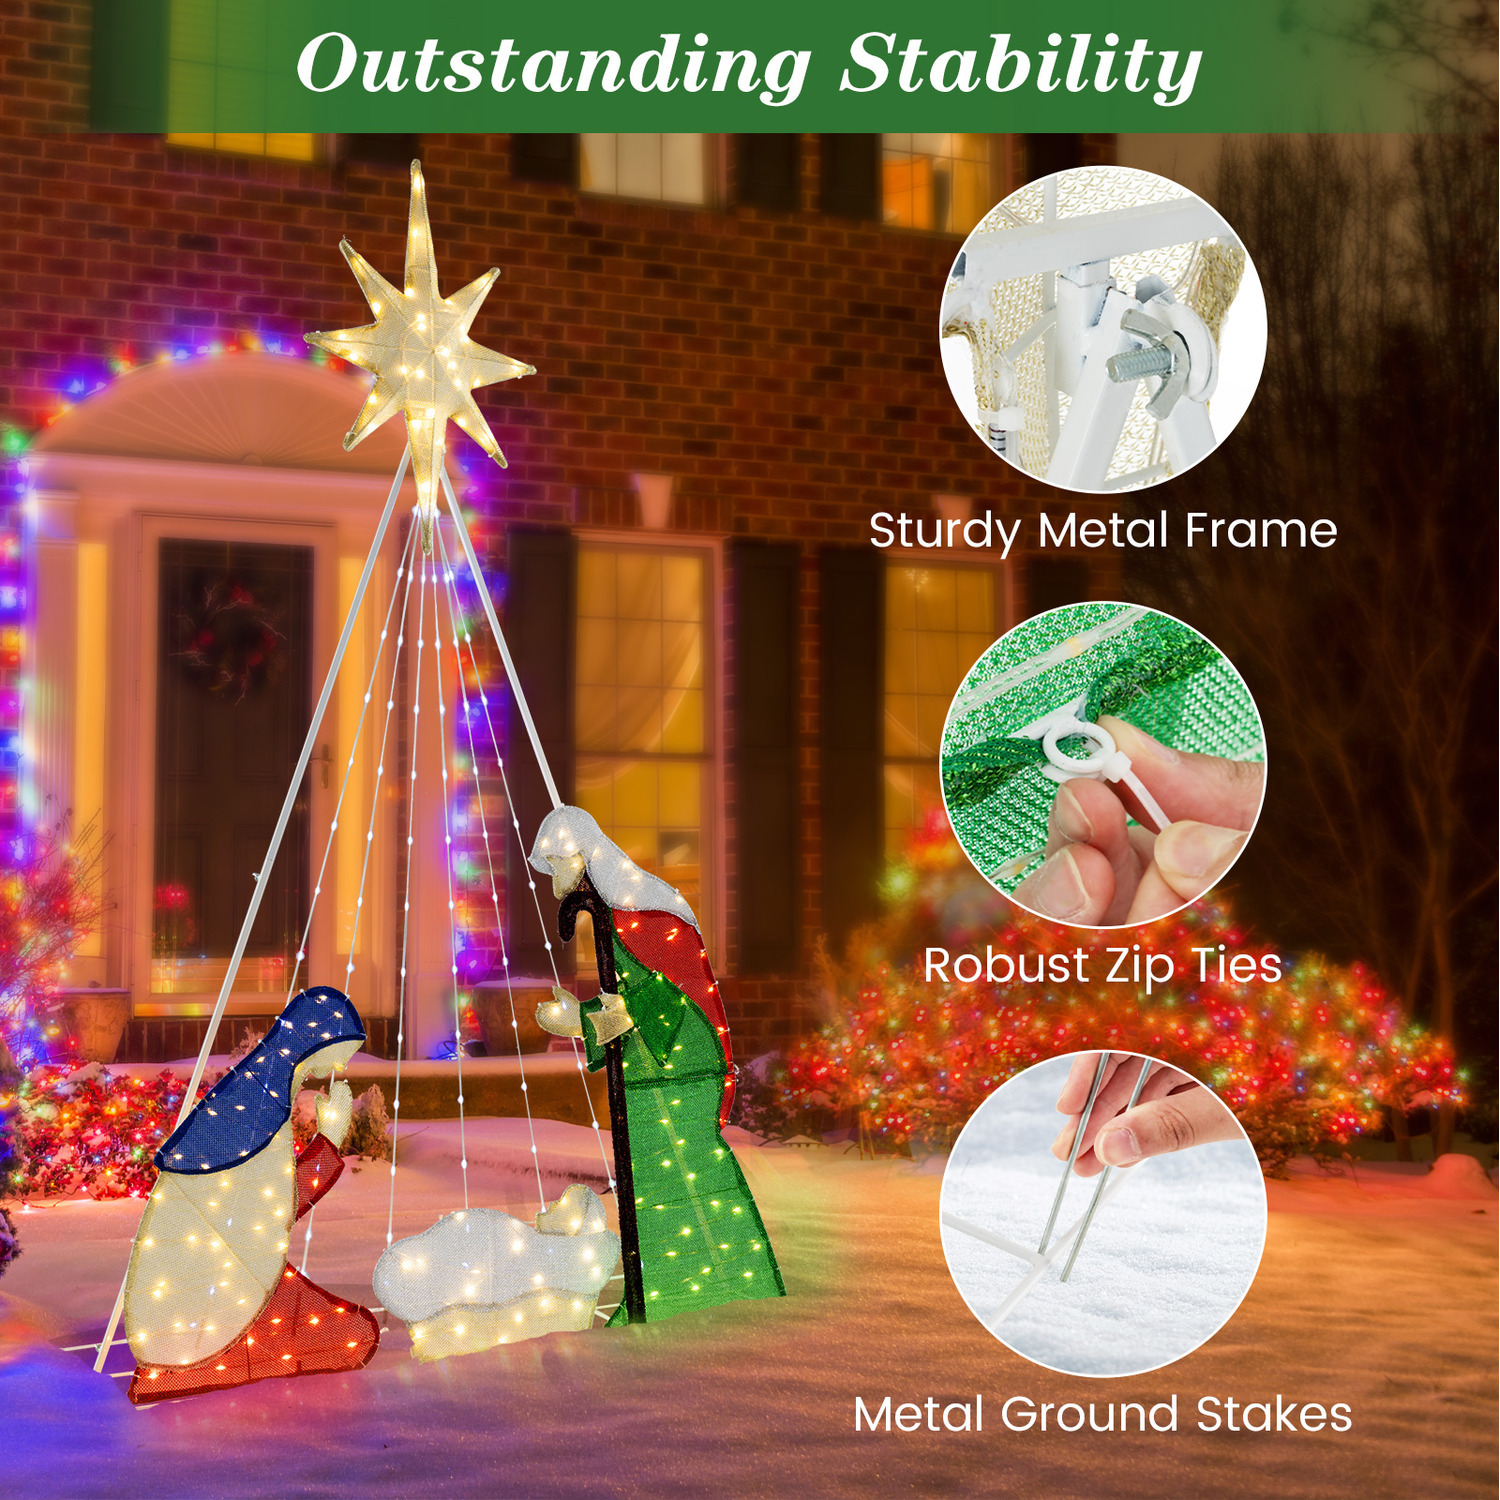 Outstanding Stability
Sturdy Metal Frame
Robust Zip Ties
Metal Ground Stakes